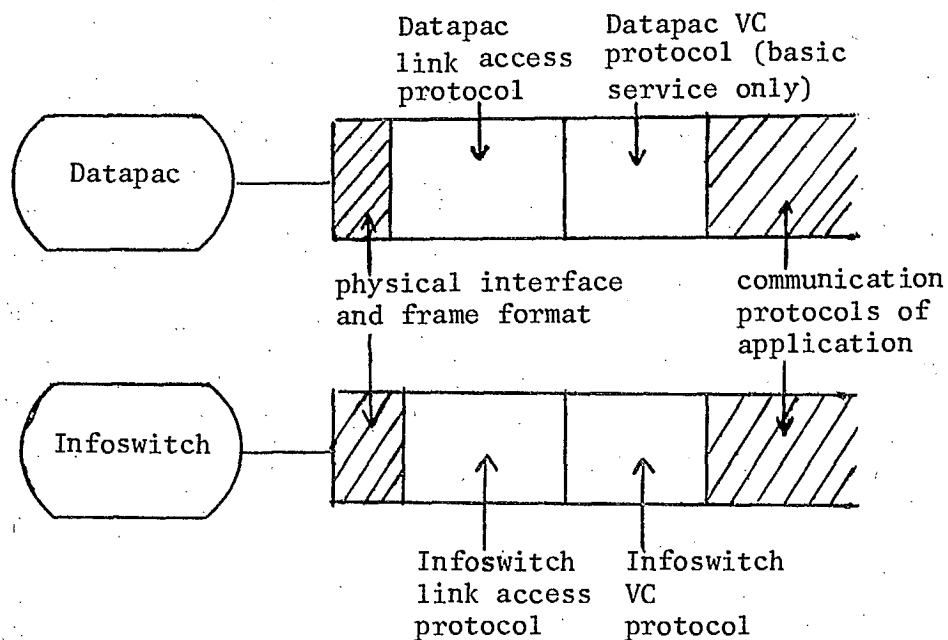 Datapac
link access
protocol
Datapac VC
protocol (basic
service only)
Datapac
physical interface
and frame format
communication
protocols of
application
Infoswitch
Infoswitch
link access
protocol
Infoswitch
VC
protocol